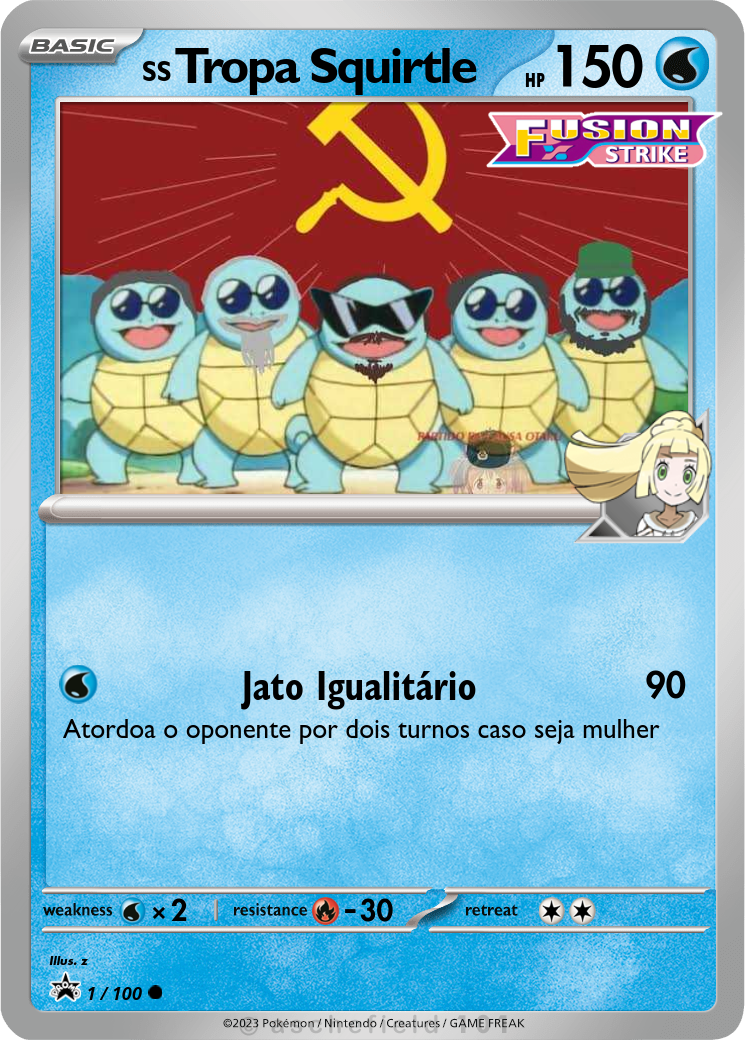 BASIC
ss Tropa Squirtle HP 150
FUSION
STRIKE
Jato Igualitário 90
Atordoa o oponente por dois turnos caso seja mulher
weakness ×2 resistance -30 retreat
Illus. z
1 / 100
©2023 Pokémon / Nintendo / Creatures / GAME FREAK